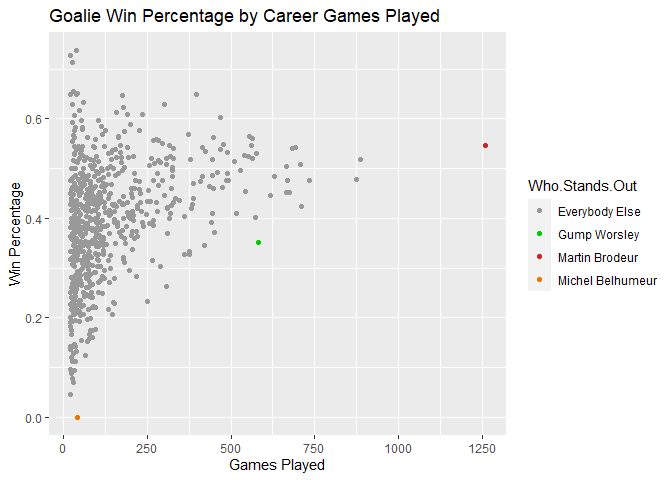 Goalie Win Percentage by Career Games Played
Win Percentage
0.6
0.4
0.2
0.0
0 250 500 750 1000 1250
Games Played
Who.Stands.Out
Everybody Else
Gump Worsley
Martin Brodeur
Michel Belhumeur